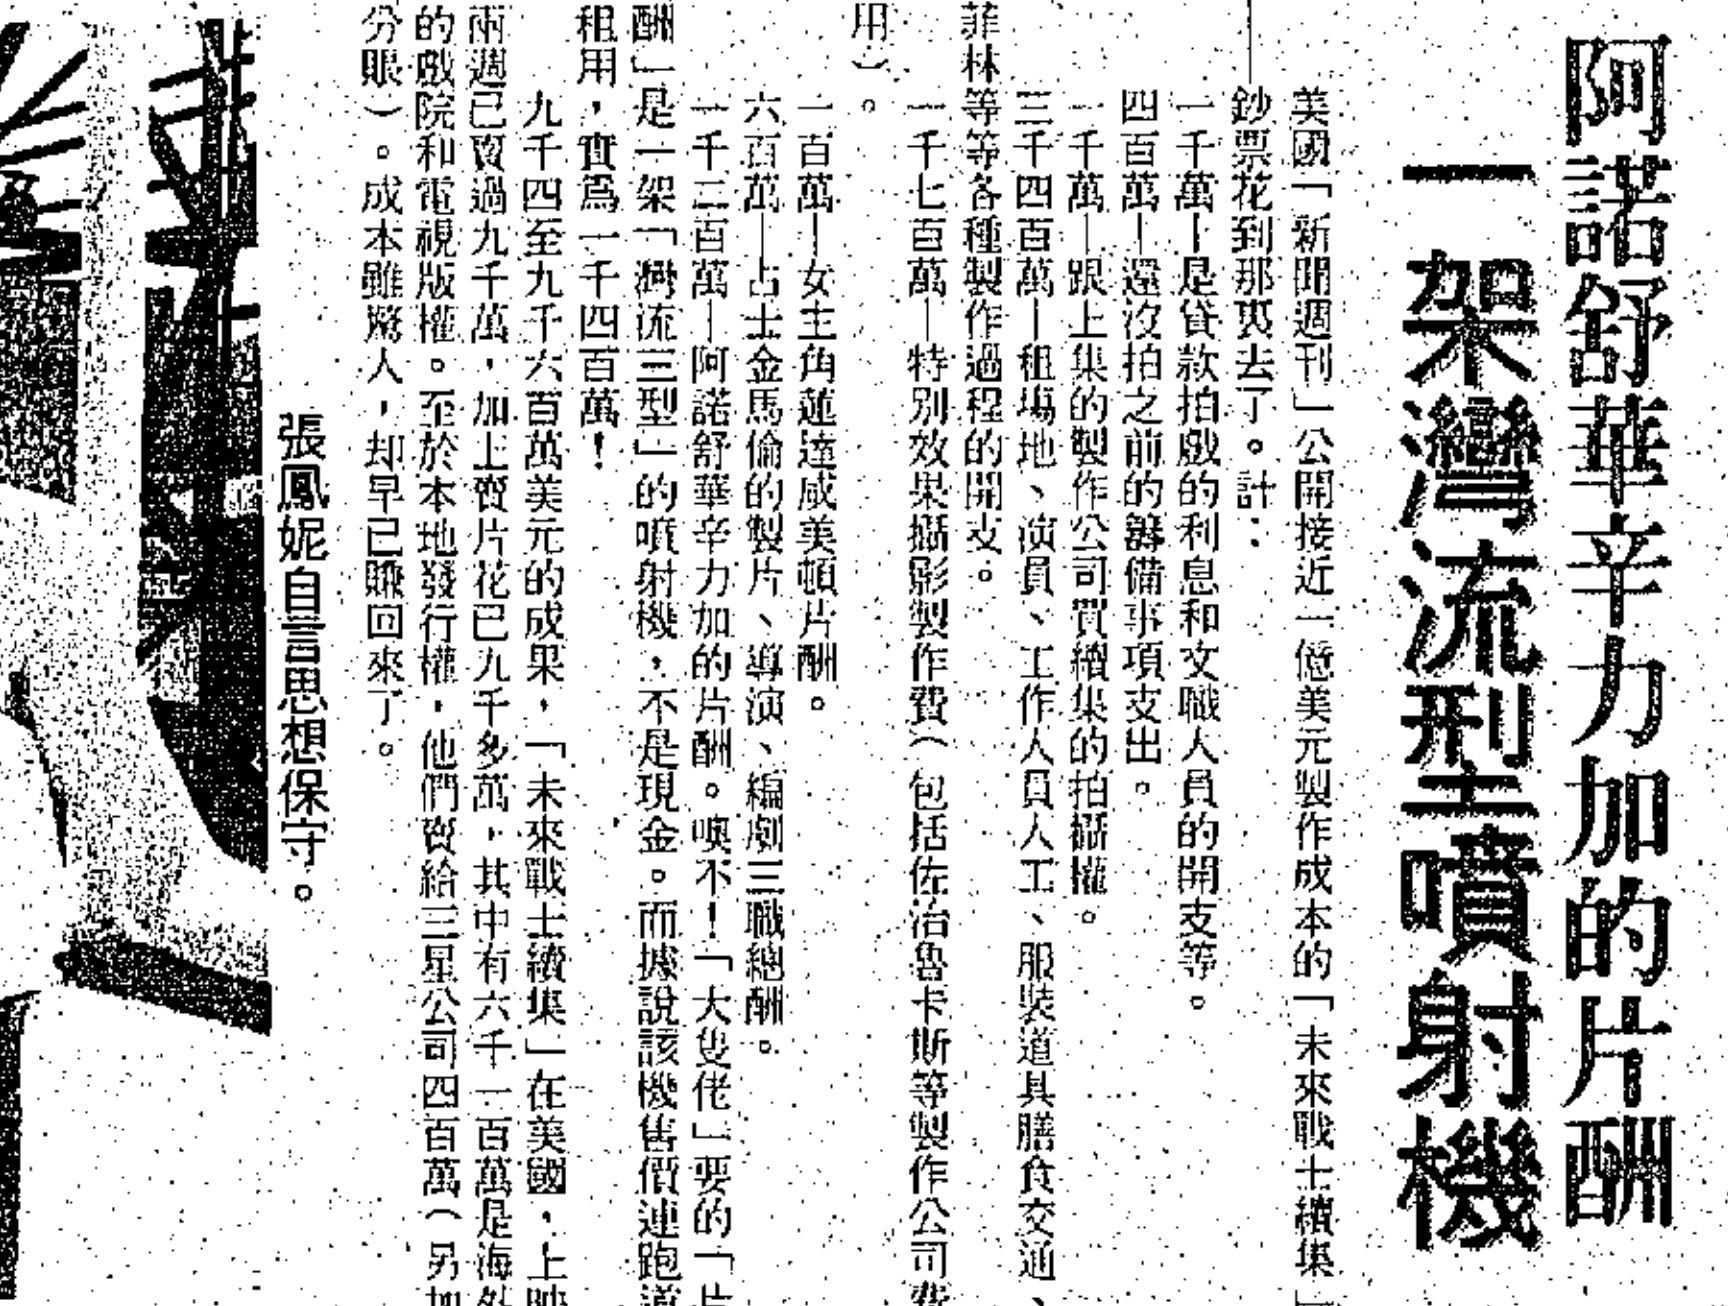 阿諾舒華辛力加的片酬
一架灣流型噴射機
美國「新聞週刊」公開接近一億美元製作成本的「未來戰士續集」
鈔票花到那裏去了。計：
一千萬—是貸款拍戲的利息和文職人員的開支等。
四百萬—還沒拍之前的籌備事項支出。
一千萬—跟上集的製作公司買續集的拍攝權。
三千四百萬—租場地、演員、工作人員人工、服裝道具膳食交通、
菲林等等各種製作過程的開支。
一千七百萬—特別效果攝影製作費（包括佐治魯卡斯等製作公司費
用）。
一百萬—女主角蓮達咸美頓片酬。
六百萬—占士金馬倫的製片、導演、編劇三職總酬。
一千二百萬—阿諾舒華辛力加的片酬。噢不！「大隻佬」要的「片
酬」是一架「灣流三型」的噴射機，不是現金。而據說該機售價連跑道
租用，實爲一千四百萬！
九千四至九千六百萬美元的成果，「未來戰士續集」在美國，上映
兩週已賣過九千萬，加上賣片花已九千多萬，其中有六千一百萬是海外
的戲院和電視版權。至於本地發行權，他們賣給三星公司四百萬（另加
分賬）。成本雖驚人，却早已賺回來了。
張鳳妮自言思想保守。